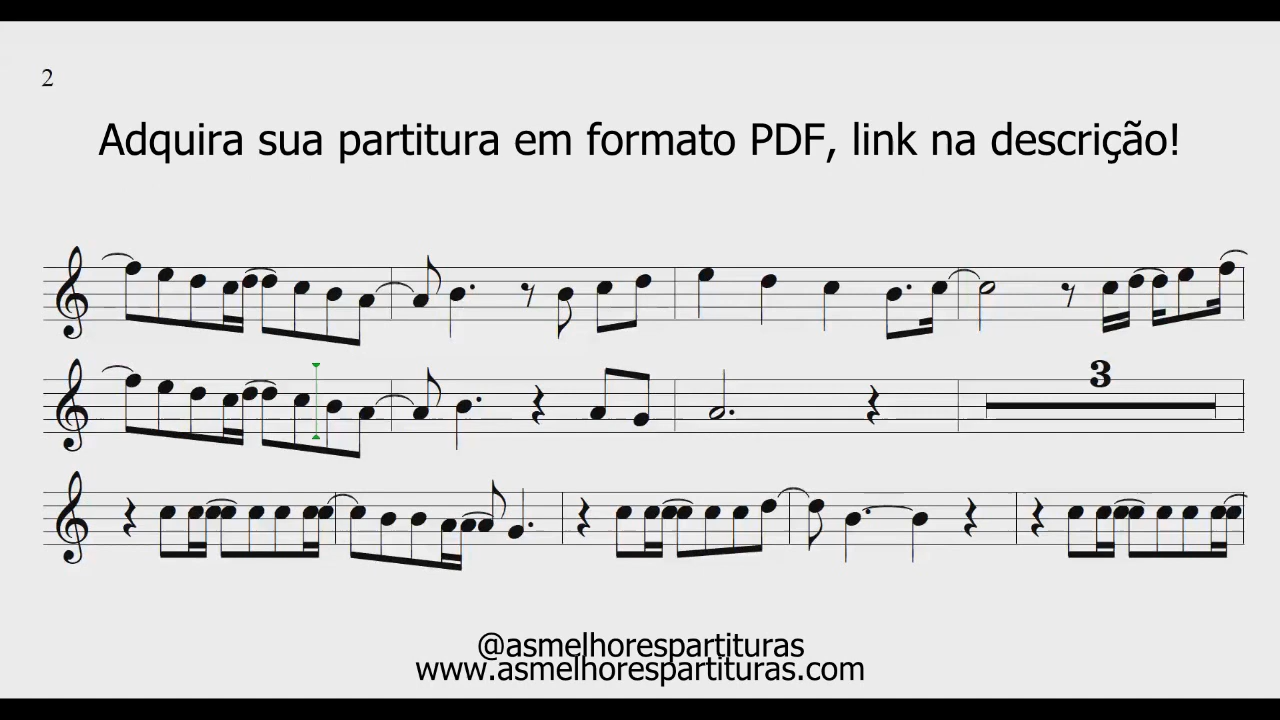 2
Adquira sua partitura em formato PDF, link na descrição!
3
@asmelhorespartituras
www.asmelhorespartituras.com